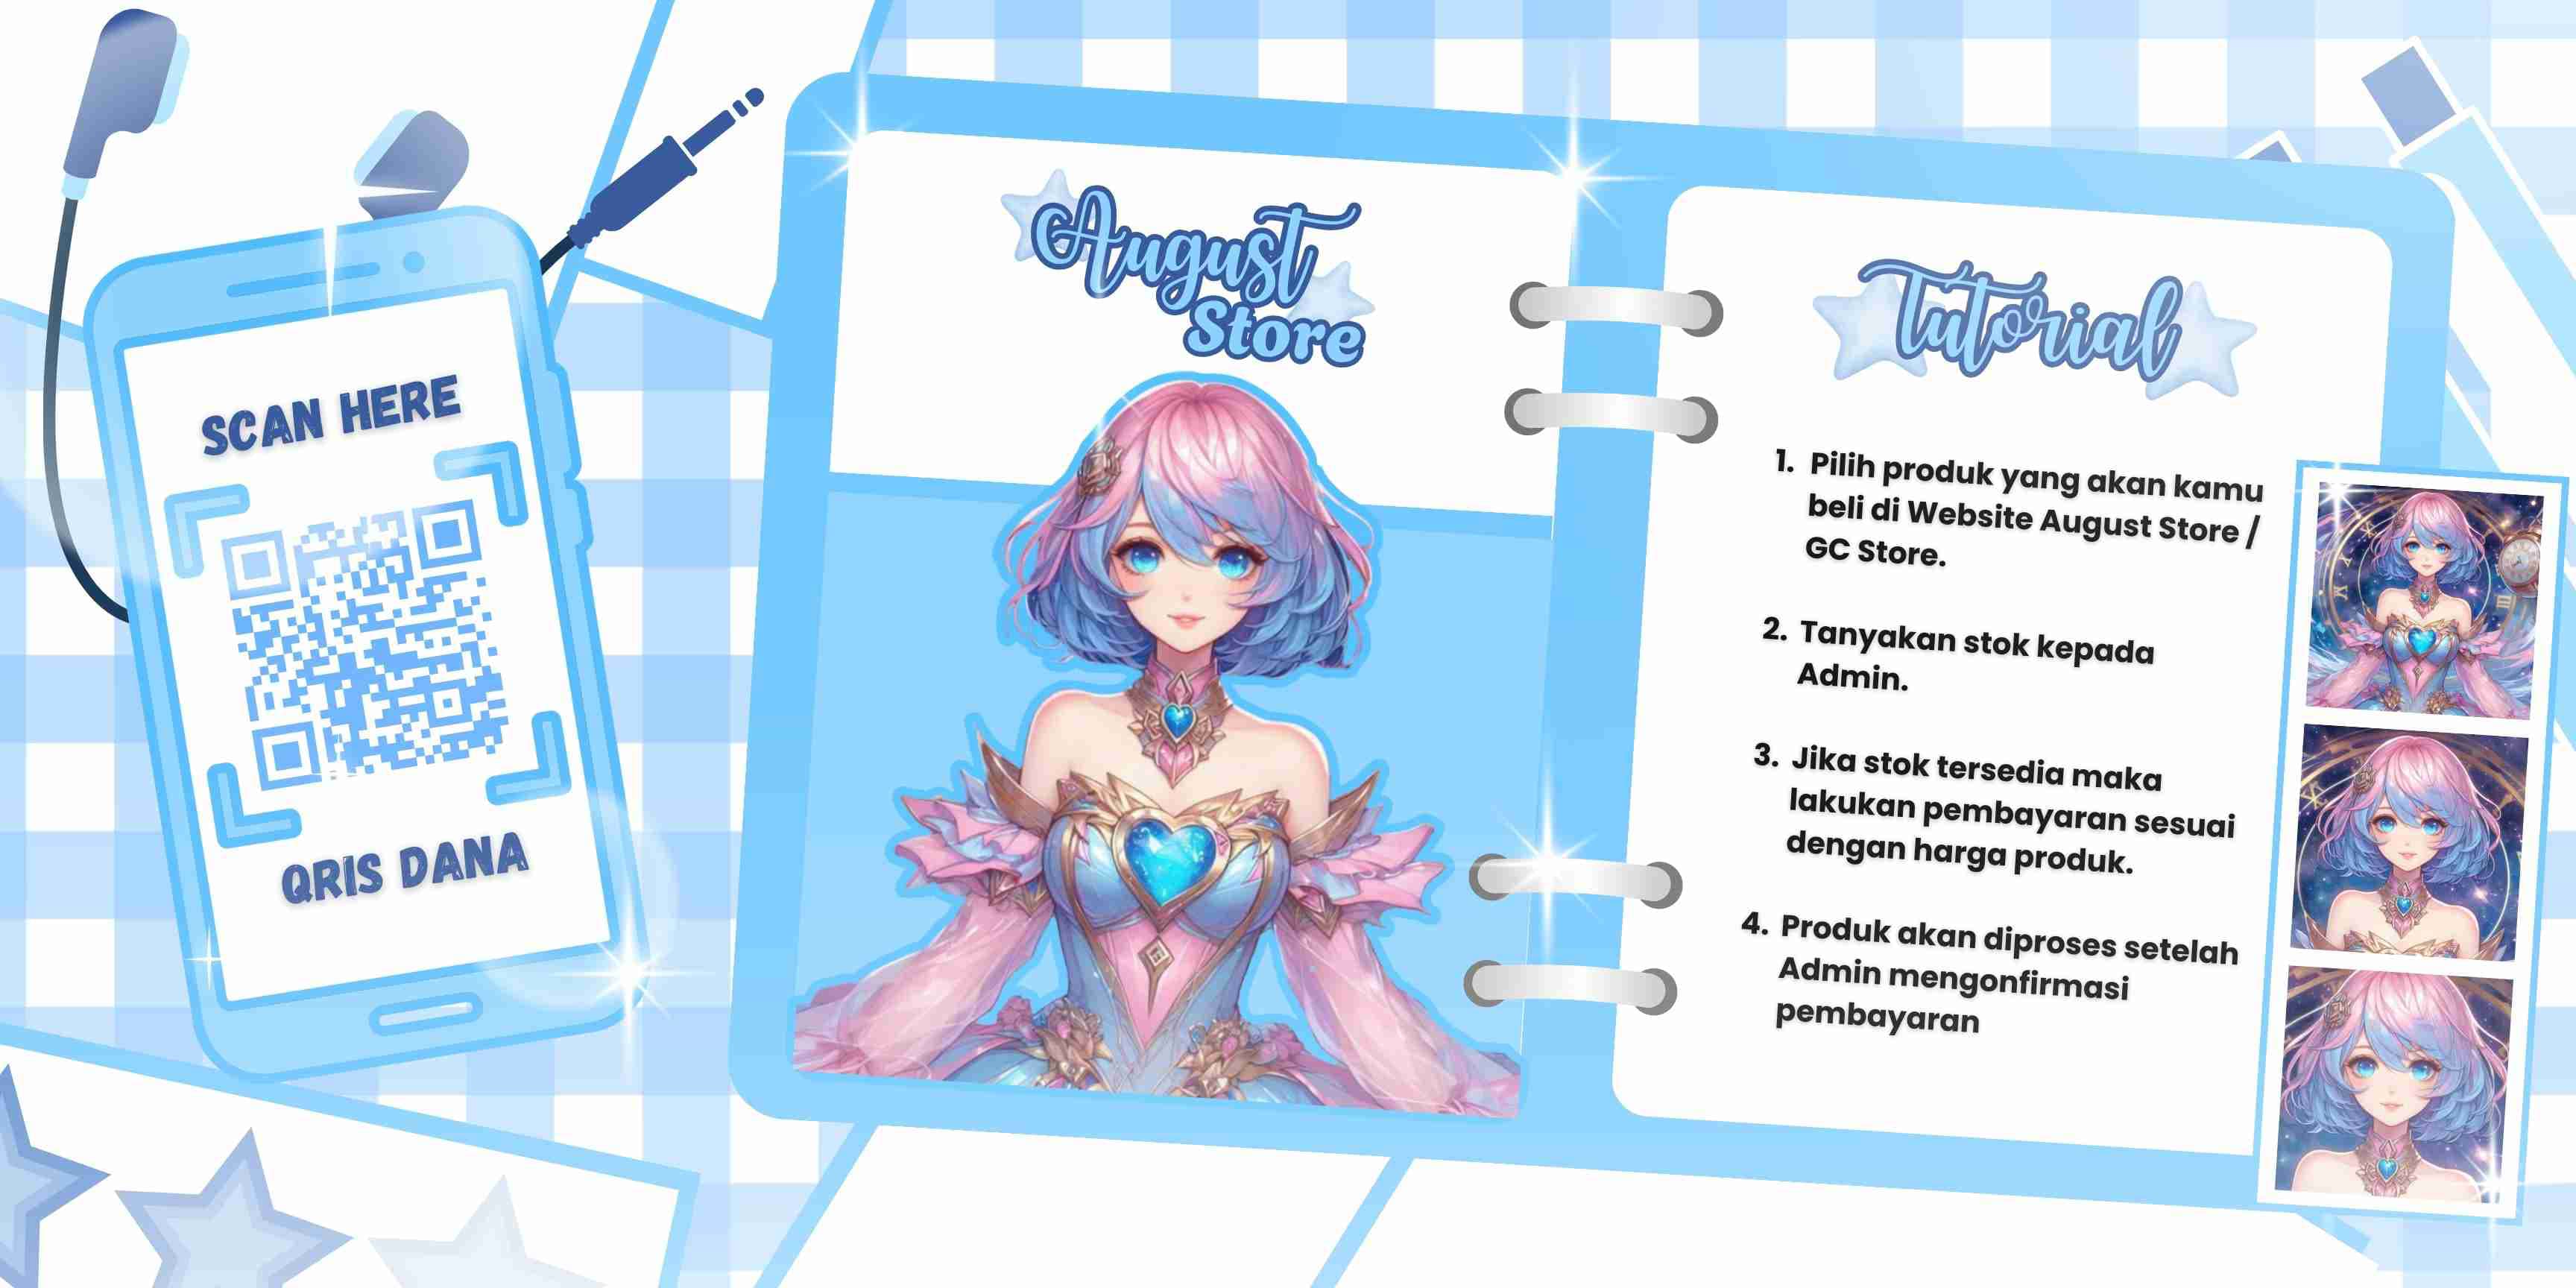 SCAN HERE
QRIS DANA
August
Store
Tutorial
1. Pilih produk yang akan kamu
beli di Website August Store /
GC Store.
2. Tanyakan stok kepada
Admin.
3. Jika stok tersedia maka
lakukan pembayaran sesuai
dengan harga produk.
4. Produk akan diproses setelah
Admin mengonfirmasi
pembayaran